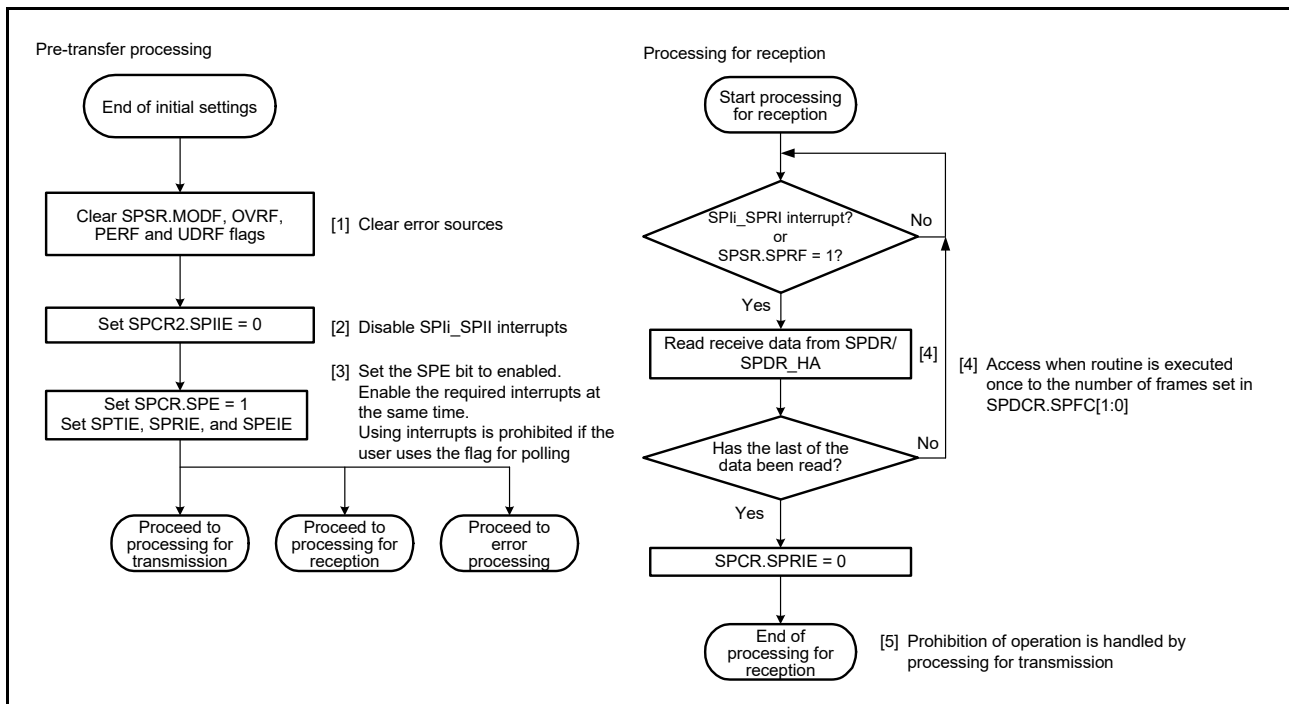 Pre-transfer processing
End of initial settings
Clear SPSR.MODF, OVRF,
PERF and UDRF flags
[1] Clear error sources
Set SPCR2.SPIIE = 0
[2] Disable SPIi_SPII interrupts
Set SPCR.SPE = 1
Set SPTIE, SPRIE, and SPEIE
[3] Set the SPE bit to enabled.
Enable the required interrupts at
the same time.
Using interrupts is prohibited if the
user uses the flag for polling
Proceed to
processing for
transmission
Proceed to
processing for
reception
Proceed to
error
processing
Processing for reception
Start processing
for reception
SPIi_SPRI interrupt?
or
SPSR.SPRF = 1?
No
Yes
Read receive data from SPDR/
SPDR_HA
[4]
[4] Access when routine is executed
once to the number of frames set in
SPDCR.SPFC[1:0]
Has the last of the
data been read?
No
Yes
SPCR.SPRIE = 0
End of
processing for
reception
[5] Prohibition of operation is handled by
processing for transmission